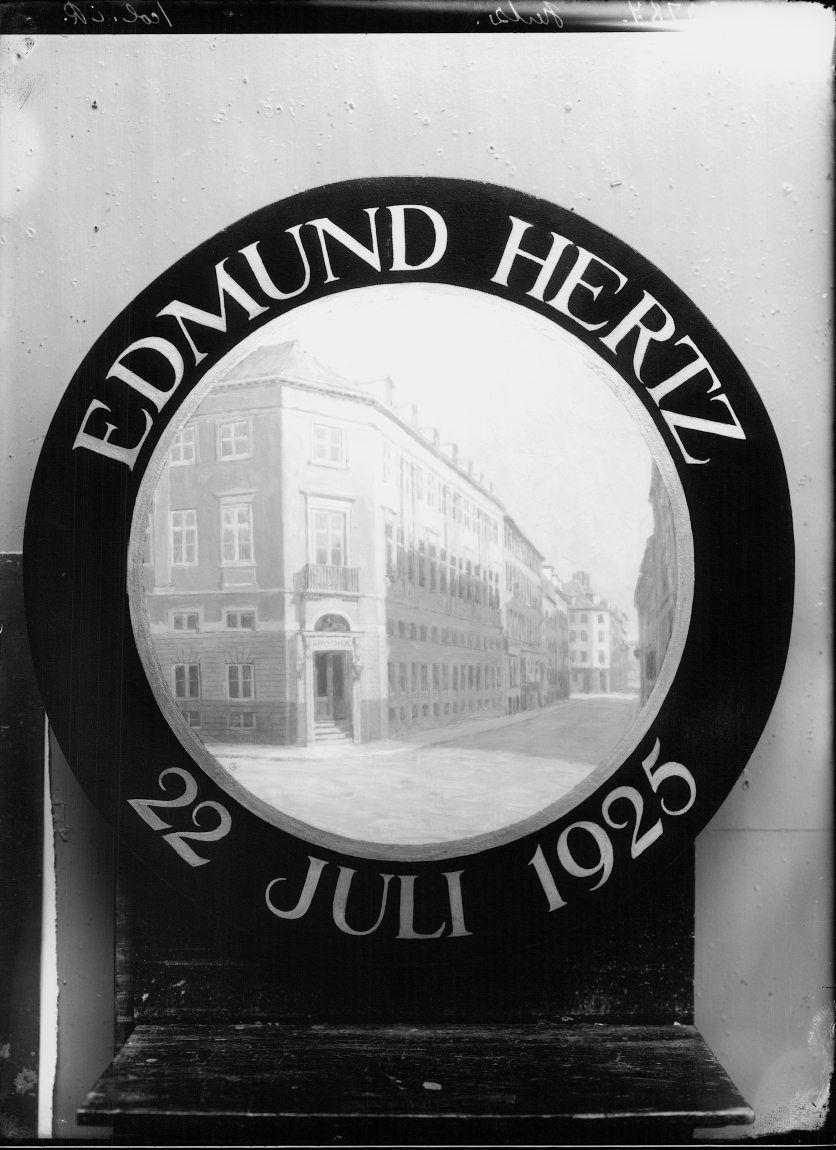 EDMUND HERTZ
22 JULI 1925